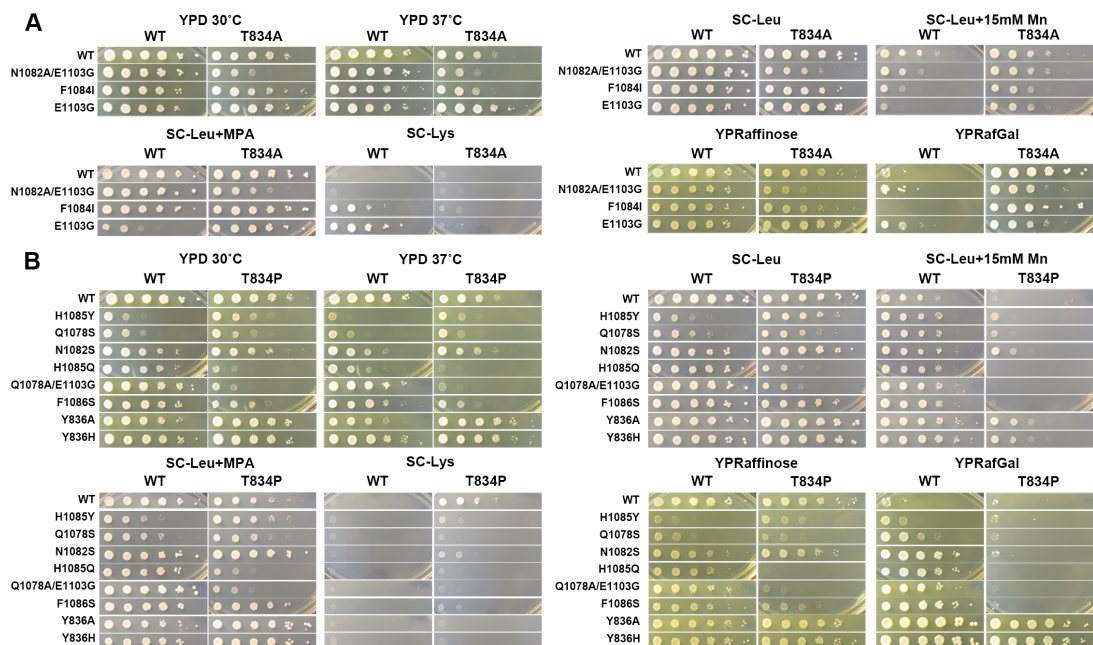 A
YPD 30°C YPD 37°C SC-Leu SC-Leu+15mM Mn
WT T834A WT T834A WT T834A WT T834A
WT WT
N1082A/E1103G N1082A/E1103G
F1084I F1084I
E1103G E1103G
SC-Leu+MPA SC-Lys YPRaffinose YPRafGal
WT T834A WT T834A WT T834A WT T834A
WT WT
N1082A/E1103G N1082A/E1103G
F1084I F1084I
E1103G E1103G
B
YPD 30°C YPD 37°C SC-Leu SC-Leu+15mM Mn
WT T834P WT T834P WT T834P WT T834P
WT WT
H1085Y H1085Y
Q1078S Q1078S
N1082S N1082S
H1085Q H1085Q
Q1078A/E1103G Q1078A/E1103G
F1086S F1086S
Y836A Y836A
Y836H Y836H
SC-Leu+MPA SC-Lys YPRaffinose YPRafGal
WT T834P WT T834P WT T834P WT T834P
WT WT
H1085Y H1085Y
Q1078S Q1078S
N1082S N1082S
H1085Q H1085Q
Q1078A/E1103G Q1078A/E1103G
F1086S F1086S
Y836A Y836A
Y836H Y836H